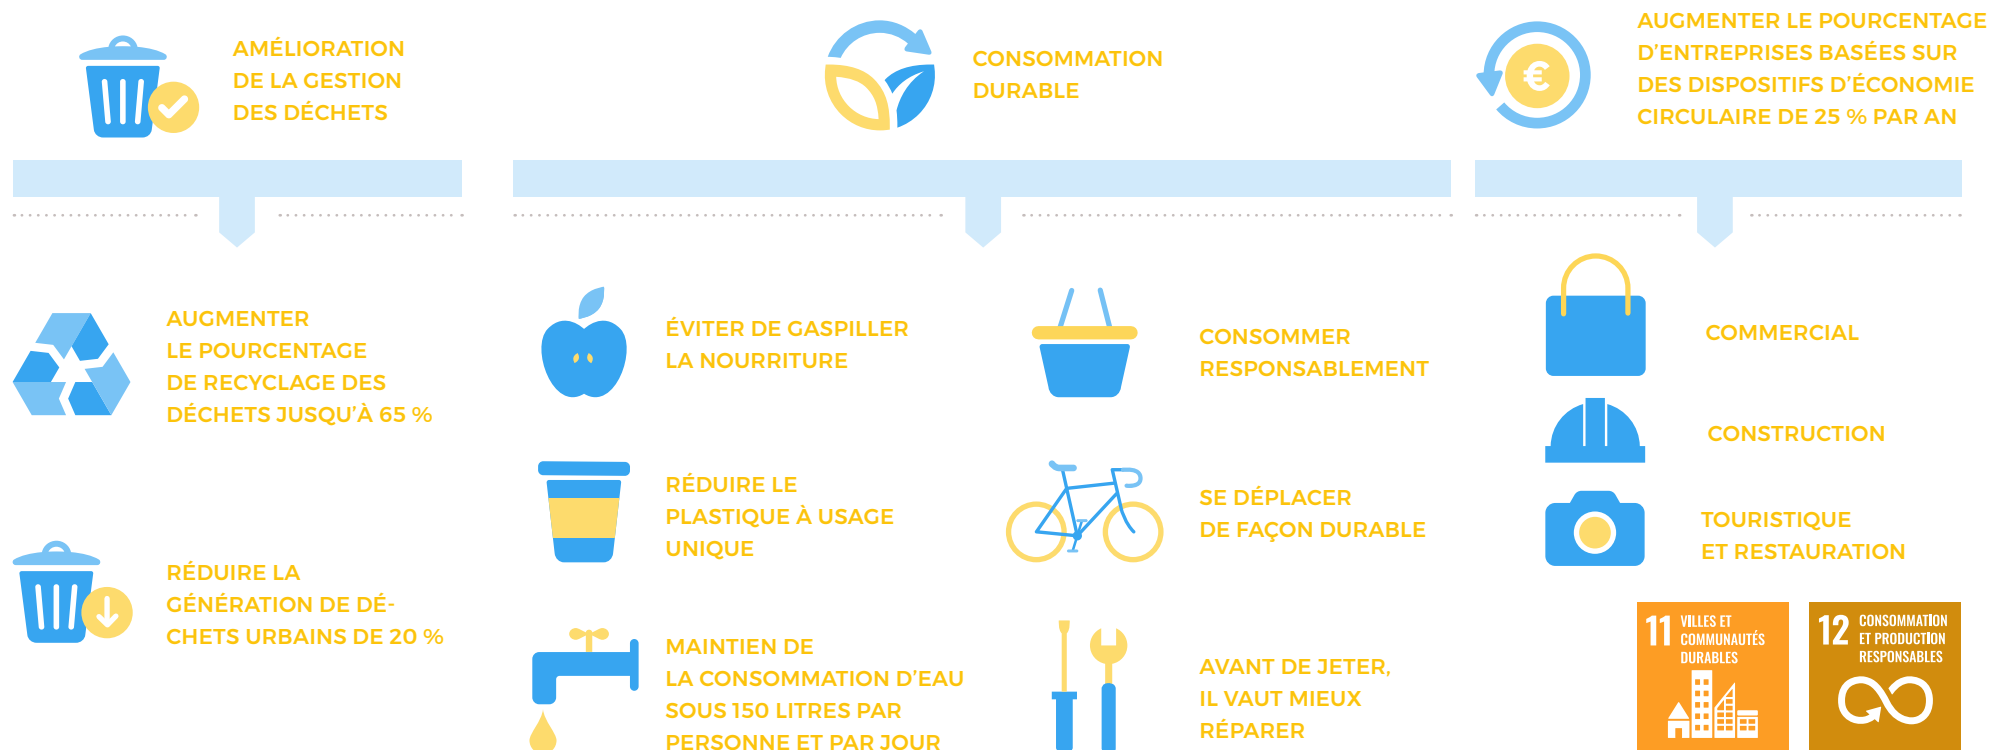 AMÉLIORATION
DE LA GESTION
DES DÉCHETS
CONSOMMATION
DURABLE
AUGMENTER LE POURCENTAGE
D'ENTREPRISES BASÉES SUR
DES DISPOSITIFS D'ÉCONOMIE
CIRCULAIRE DE 25 % PAR AN
€
AUGMENTER
LE POURCENTAGE
DE RECYCLAGE DES
DÉCHETS JUSQU'À 65 %
RÉDUIRE LA
GÉNÉRATION DE DÉ-
CHETS URBAINS DE 20 %
ÉVITER DE GASPILLER
LA NOURRITURE
RÉDUIRE LE
PLASTIQUE À USAGE
UNIQUE
MAINTIEN DE
LA CONSOMMATION D'EAU
SOUS 150 LITRES PAR
PERSONNE ET PAR JOUR
CONSOMMER
RESPONSABLEMENT
SE DÉPLACER
DE FAÇON DURABLE
AVANT DE JETER,
IL VAUT MIEUX
RÉPARER
COMMERCIAL
CONSTRUCTION
TOURISTIQUE
ET RESTAURATION
11 VILLES ET
COMMUNAUTÉS
DURABLES
12 CONSOMMATION
ET PRODUCTION
RESPONSABLES